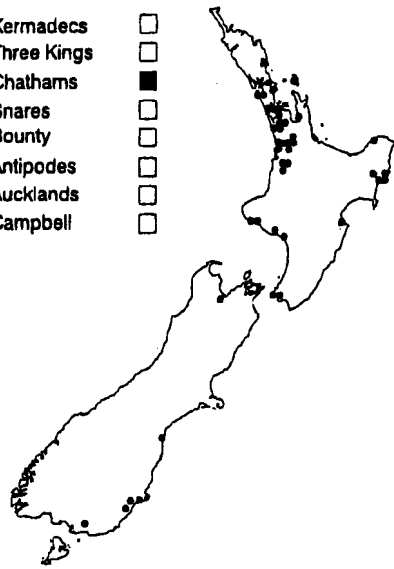 Kermadecs
Three Kings
Chathams
Snares
Bounty
Antipodes
Aucklands
Campbell